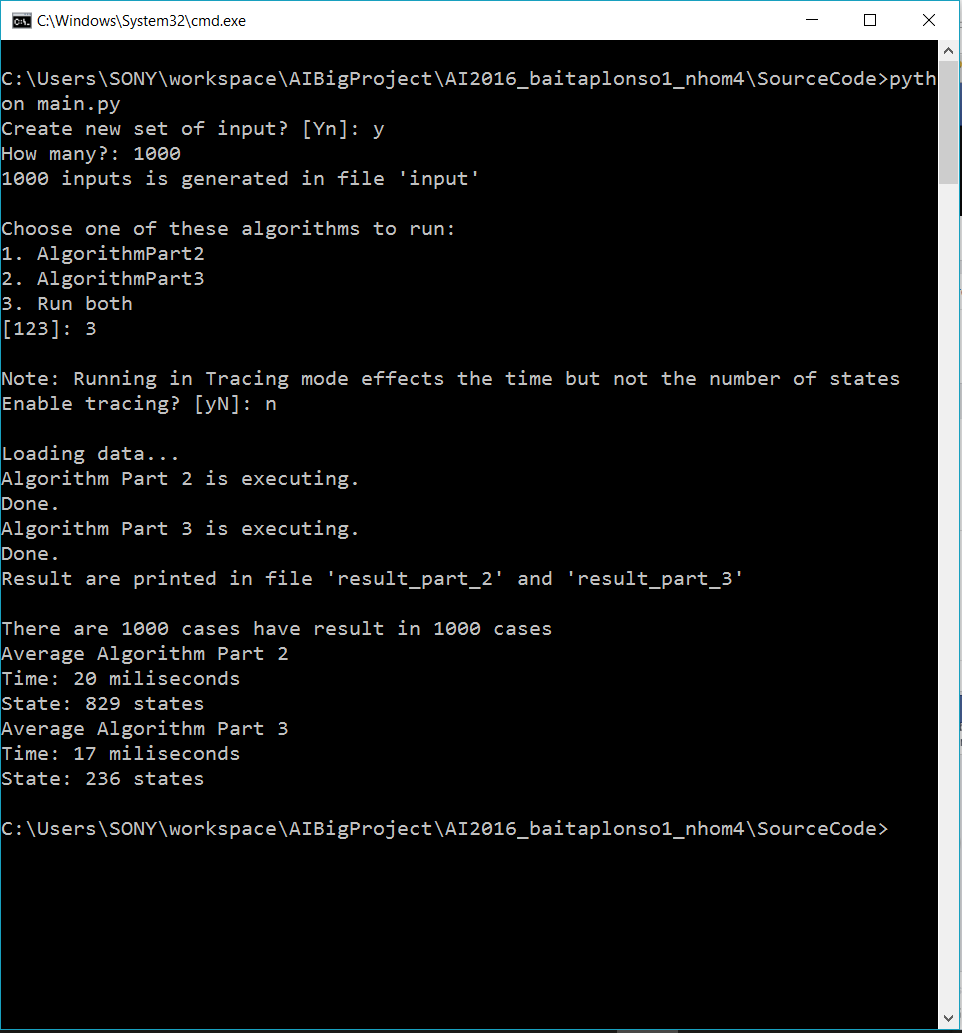 C:\Windows\System32\cmd.exe
C:\Users\SONY\workspace\AIBigProject\AI2016_baitaplonso1_nhom4\SourceCode>pyth
on main.py
Create new set of input? [Yn]: y
How many?: 1000
1000 inputs is generated in file 'input'
Choose one of these algorithms to run:
1. AlgorithmPart2
2. AlgorithmPart3
3. Run both
[123]: 3
Note: Running in Tracing mode effects the time but not the number of states
Enable tracing? [yN]: n
Loading data...
Algorithm Part 2 is executing.
Done.
Algorithm Part 3 is executing.
Done.
Result are printed in file 'result_part_2' and 'result_part_3'
There are 1000 cases have result in 1000 cases
Average Algorithm Part 2
Time: 20 miliseconds
State: 829 states
Average Algorithm Part 3
Time: 17 miliseconds
State: 236 states
C:\Users\SONY\workspace\AIBigProject\AI2016_baitaplonso1_nhom4\SourceCode>